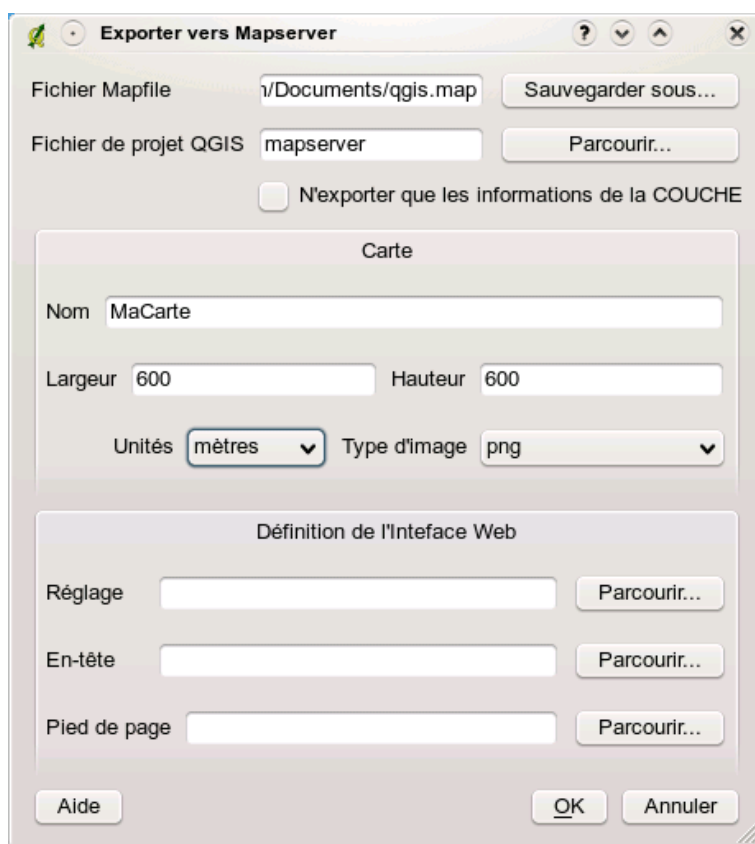 Exporter vers Mapserver
Fichier Mapfile /Documents/qgis.map Sauvegarder sous...
Fichier de projet QGIS mapserver Parcourir...
N'exporter que les informations de la COUCHE
Carte
Nom MaCarte
Largeur 600 Hauteur 600
Unités mètres Type d'image png
Définition de l'Inteface Web
Réglage Parcourir...
En-tête Parcourir...
Pied de page Parcourir...
Aide OK Annuler